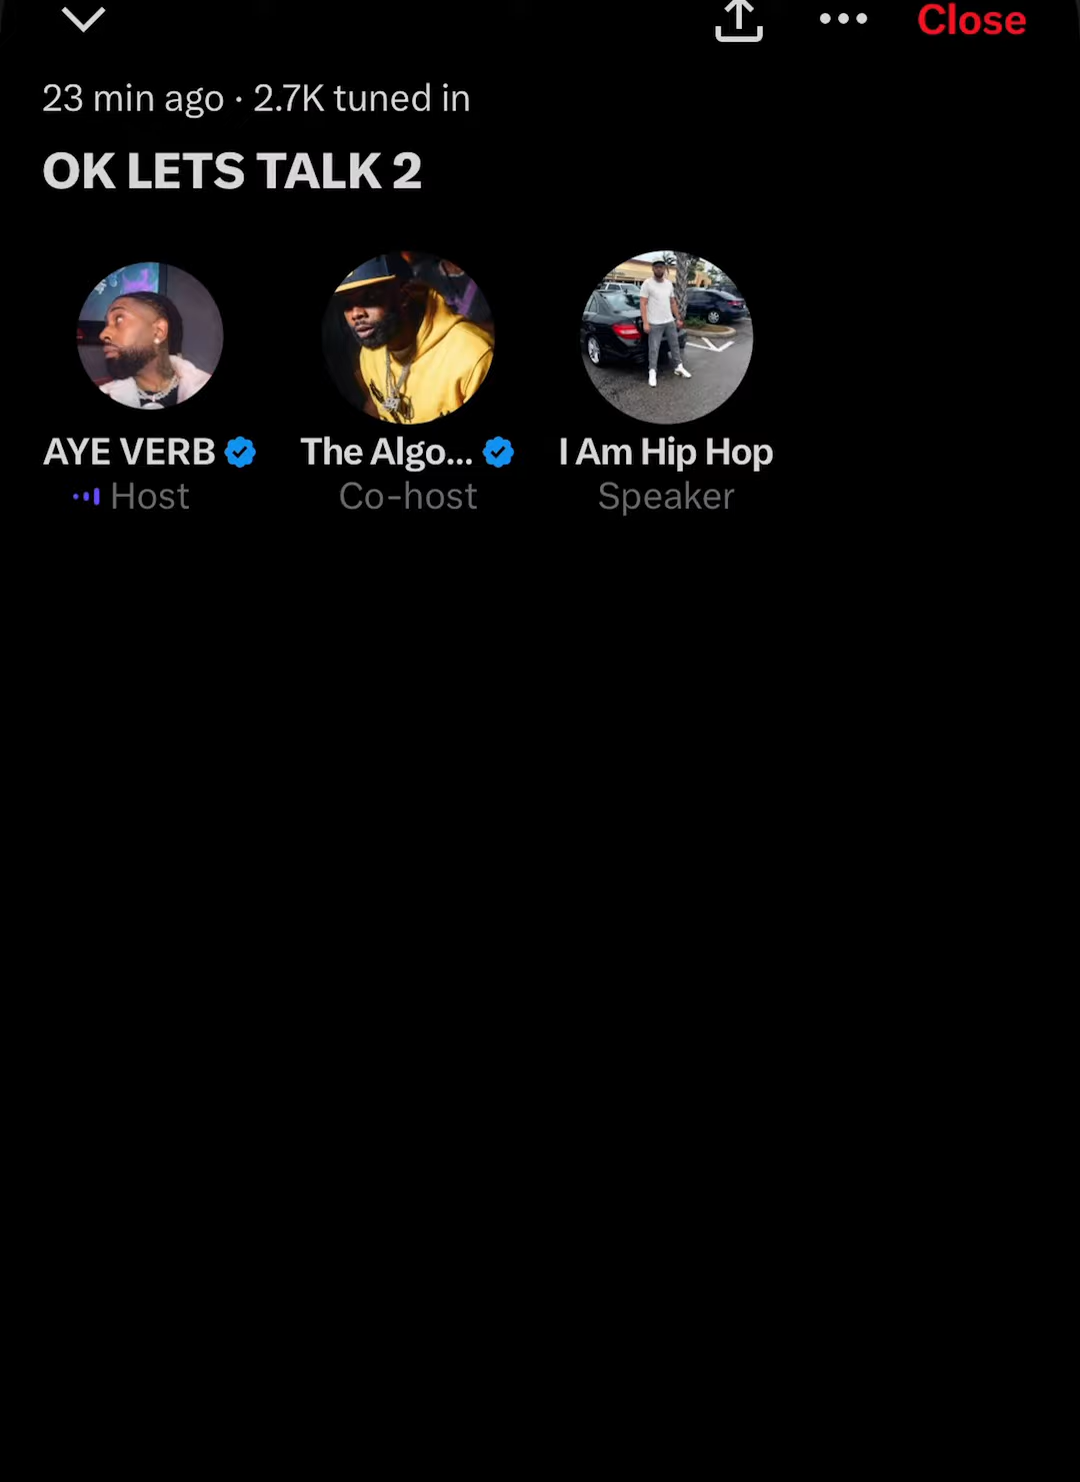 Close
23 min ago · 2.7K tuned in
OK LETS TALK 2
AYE VERB The Algo... I Am Hip Hop
Host Co-host Speaker